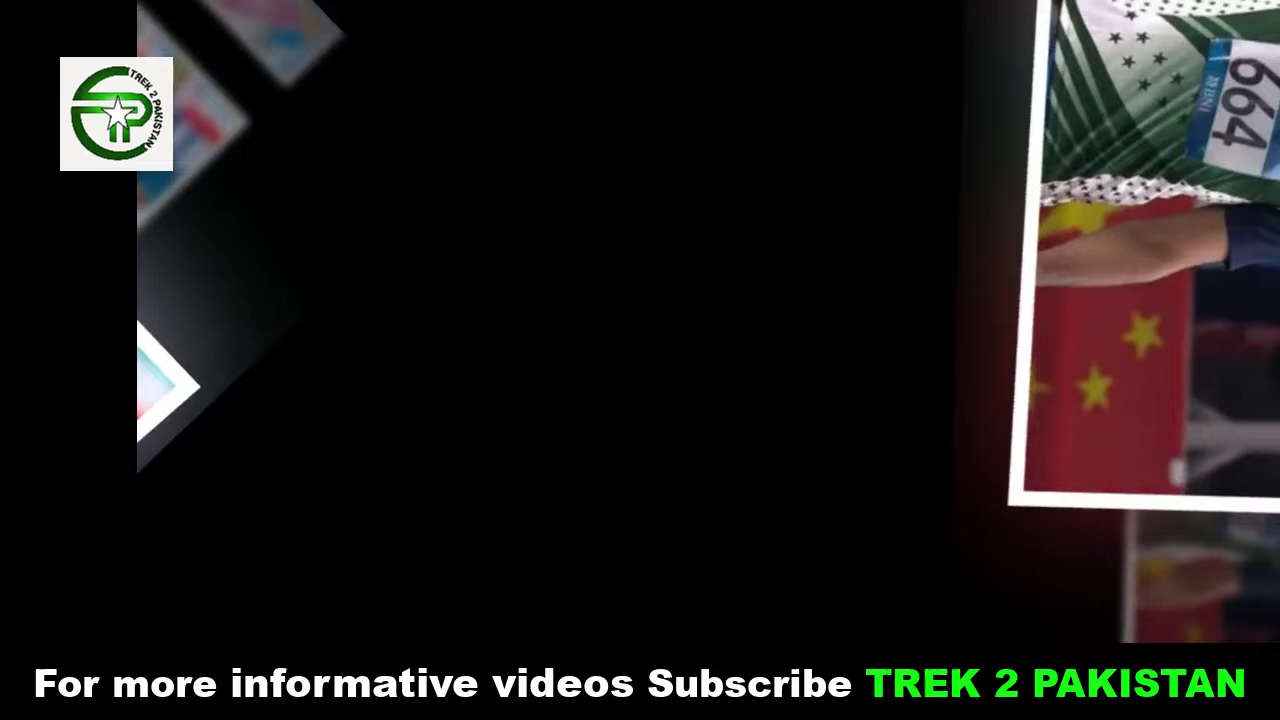 TREK 2 PAKISTAN
664
For more informative videos Subscribe TREK 2 PAKISTAN